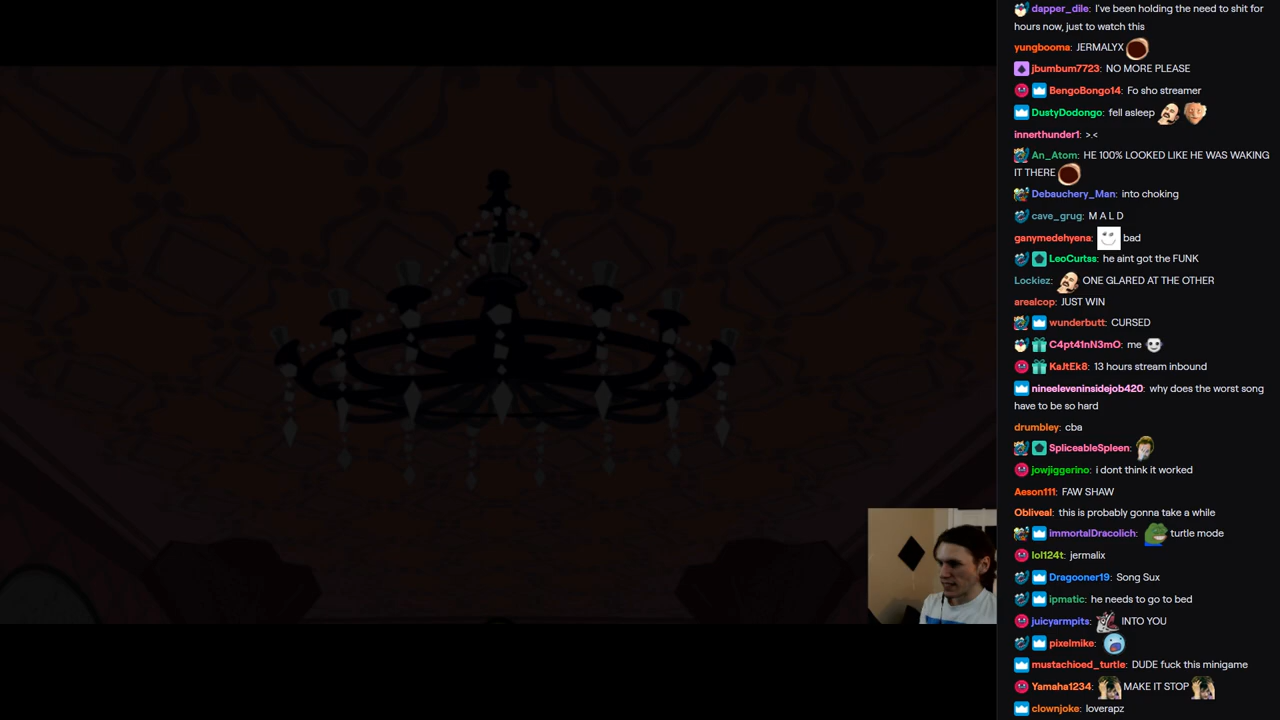 dapper_dile: I've been holding the need to shit for
hours now, just to watch this
yungbooma: JERMALYX
jbumbum7723: NO MORE PLEASE
BengoBongo14: Fo sho streamer
DustyDodongo: fell asleep
innerthunder1: >.<
An_Atom: HE 100% LOOKED LIKE HE WAS WAKING
IT THERE
Debauchery_Man: into choking
cave_grug: M A L D
ganymedehyena: bad
LeoCurtss: he aint got the FUNK
Lockiez: ONE GLARED AT THE OTHER
arealcop: JUST WIN
wunderbutt: CURSED
C4pt41nN3mO: me
KaJtEk8: 13 hours stream inbound
nineeleveninsidejob420: why does the worst song
have to be so hard
drumbley: cba
SpliceableSpleen:
jowjiggerino: i dont think it worked
Aeson111: FAW SHAW
Obliveal: this is probably gonna take a while
immortalDracolich: turtle mode
lol124t: jermalix
Dragooner19: Song Sux
ipmatic: he needs to go to bed
juicyarmpits: INTO YOU
pixelmike:
mustachioed_turtle: DUDE fuck this minigame
Yamaha1234: MAKE IT STOP
clownjoke: loverapz